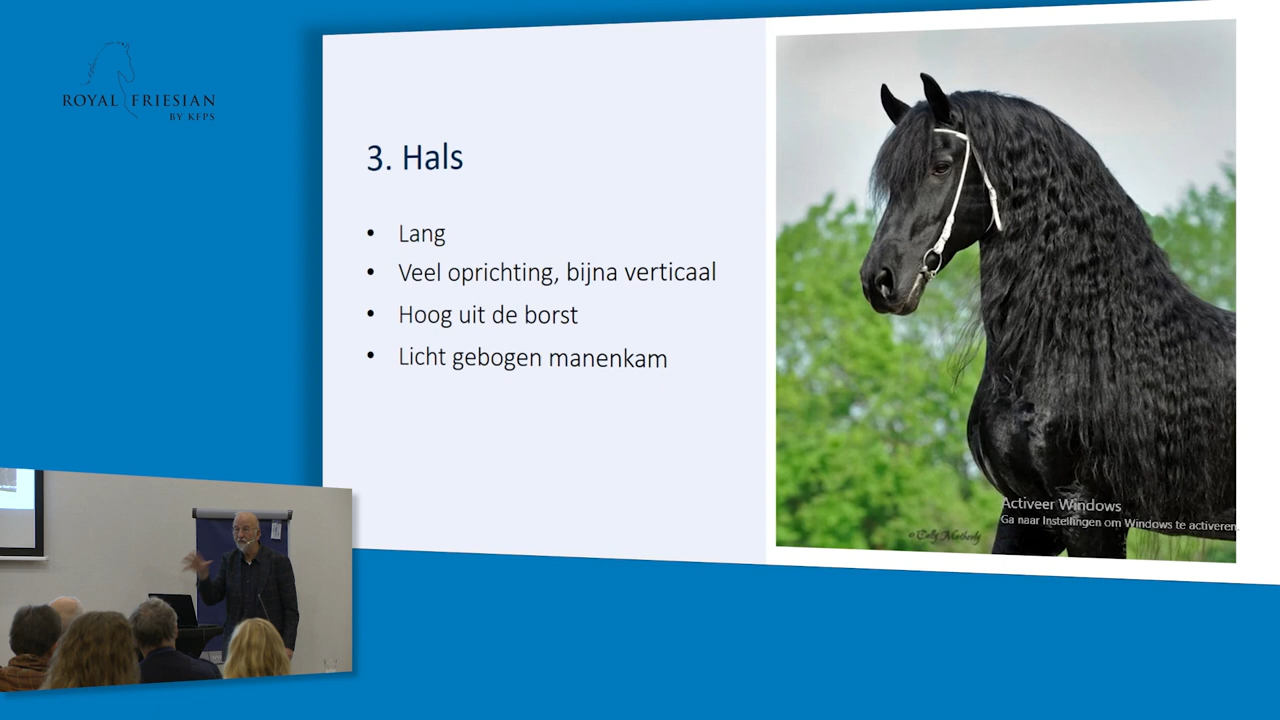 ROYAL FRIESIAN
BY KFPS
3. Hals
• Lang
• Veel oprichting, bijna verticaal
• Hoog uit de borst
• Licht gebogen manenkam
Activeer Windows
Ga naar Instellingen om Windows te activeren